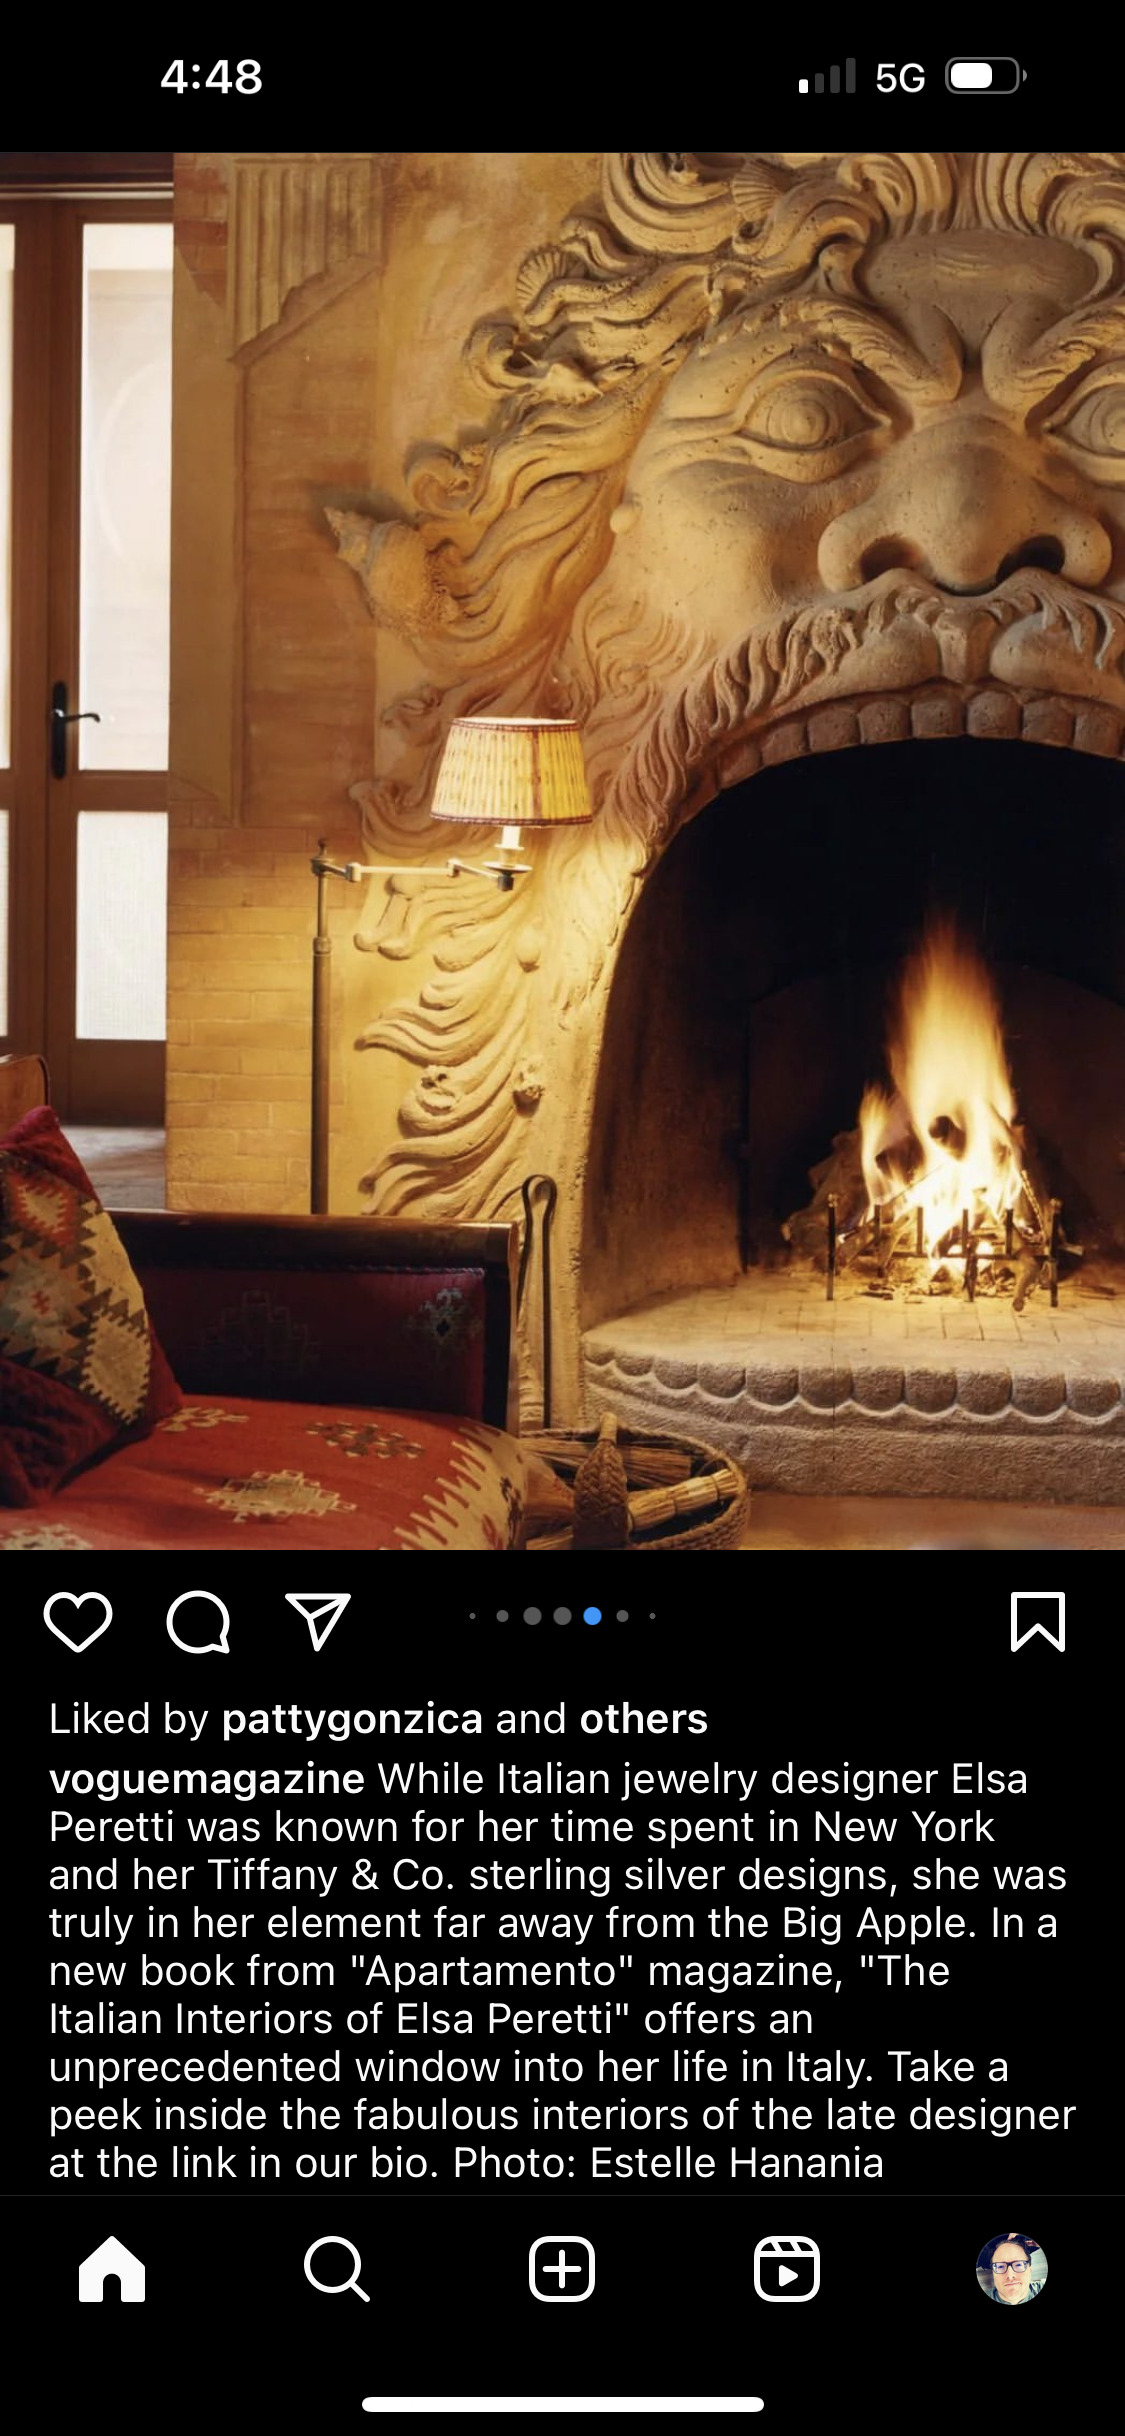 4:48
5G
Liked by pattygonzica and others
voguemagazine While Italian jewelry designer Elsa
Peretti was known for her time spent in New York
and her Tiffany & Co. sterling silver designs, she was
truly in her element far away from the Big Apple. In a
new book from "Apartamento" magazine, "The
Italian Interiors of Elsa Peretti" offers an
unprecedented window into her life in Italy. Take a
peek inside the fabulous interiors of the late designer
at the link in our bio. Photo: Estelle Hanania